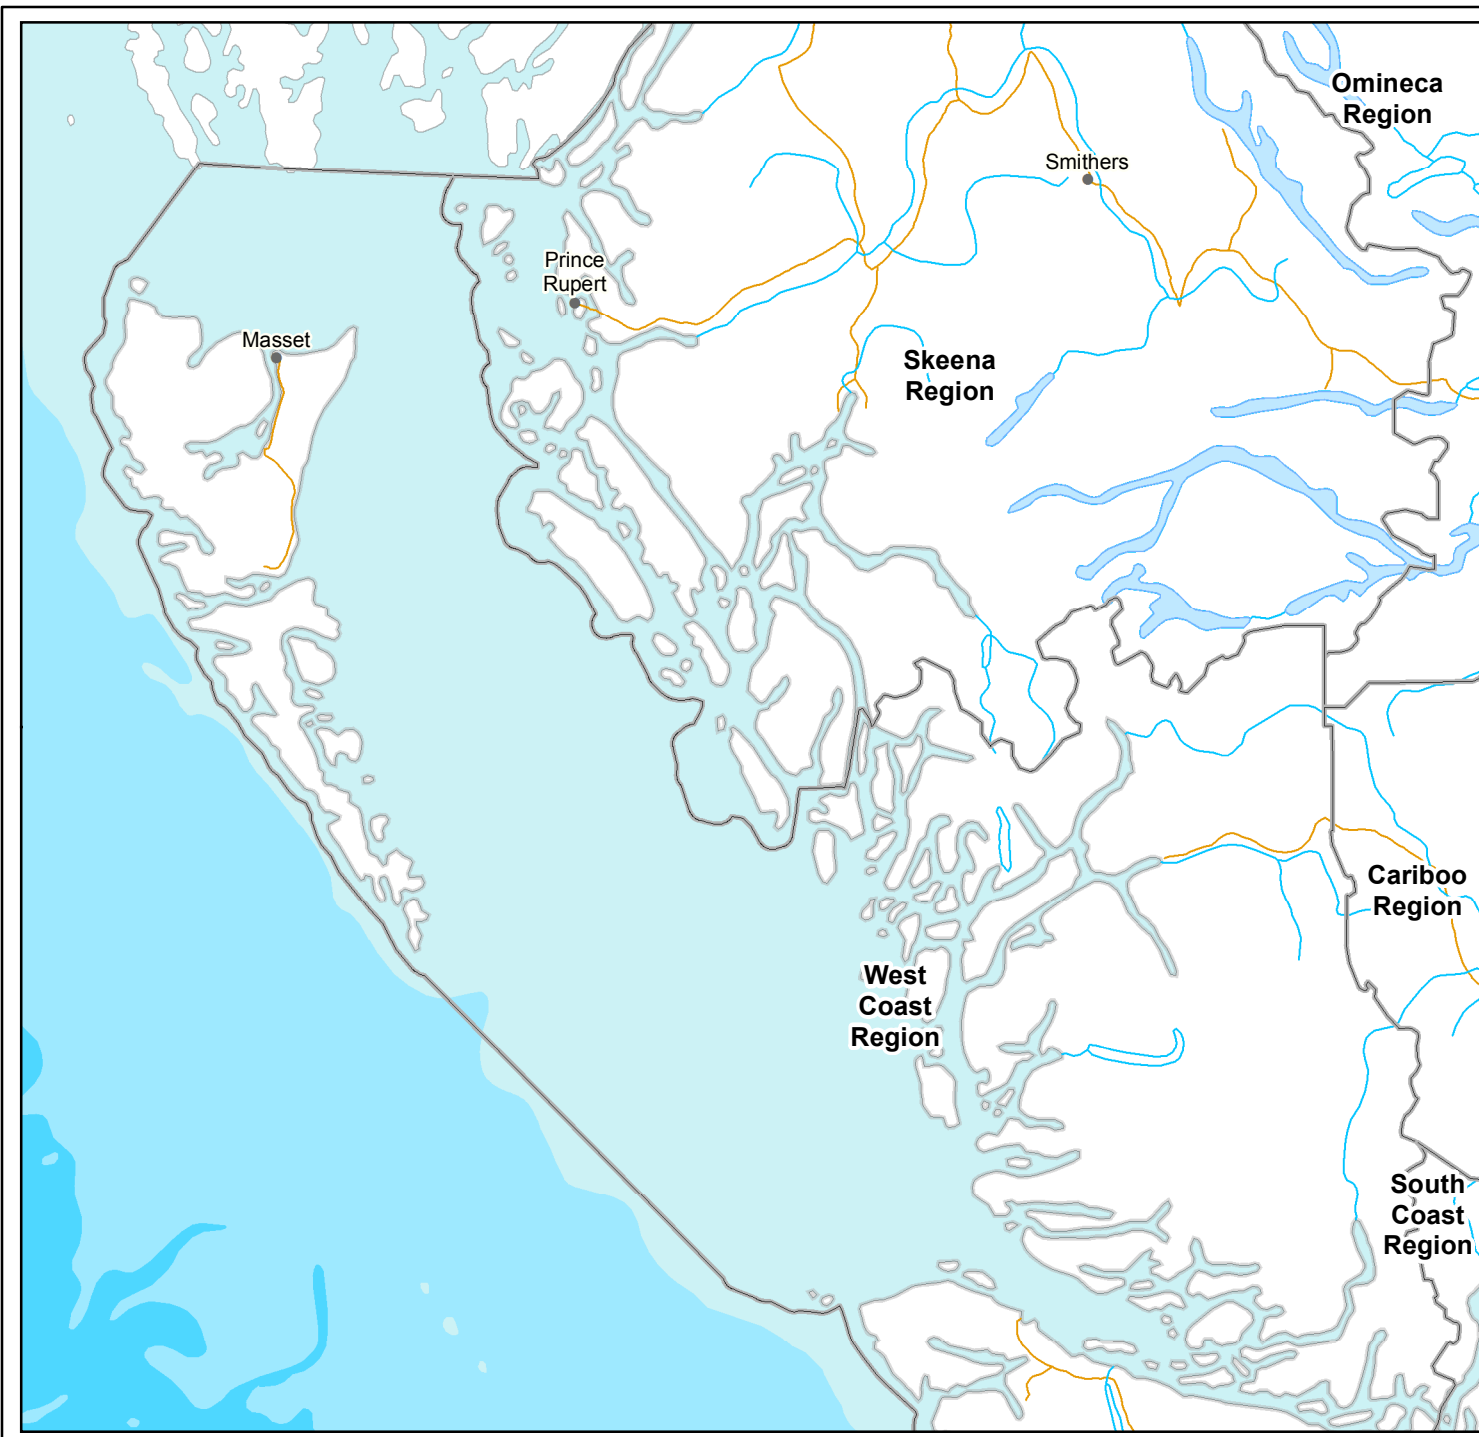 Omineca
Region
Smithers
Prince
Rupert
Masset
Skeena
Region
Cariboo
Region
West
Coast
Region
South
Coast
Region